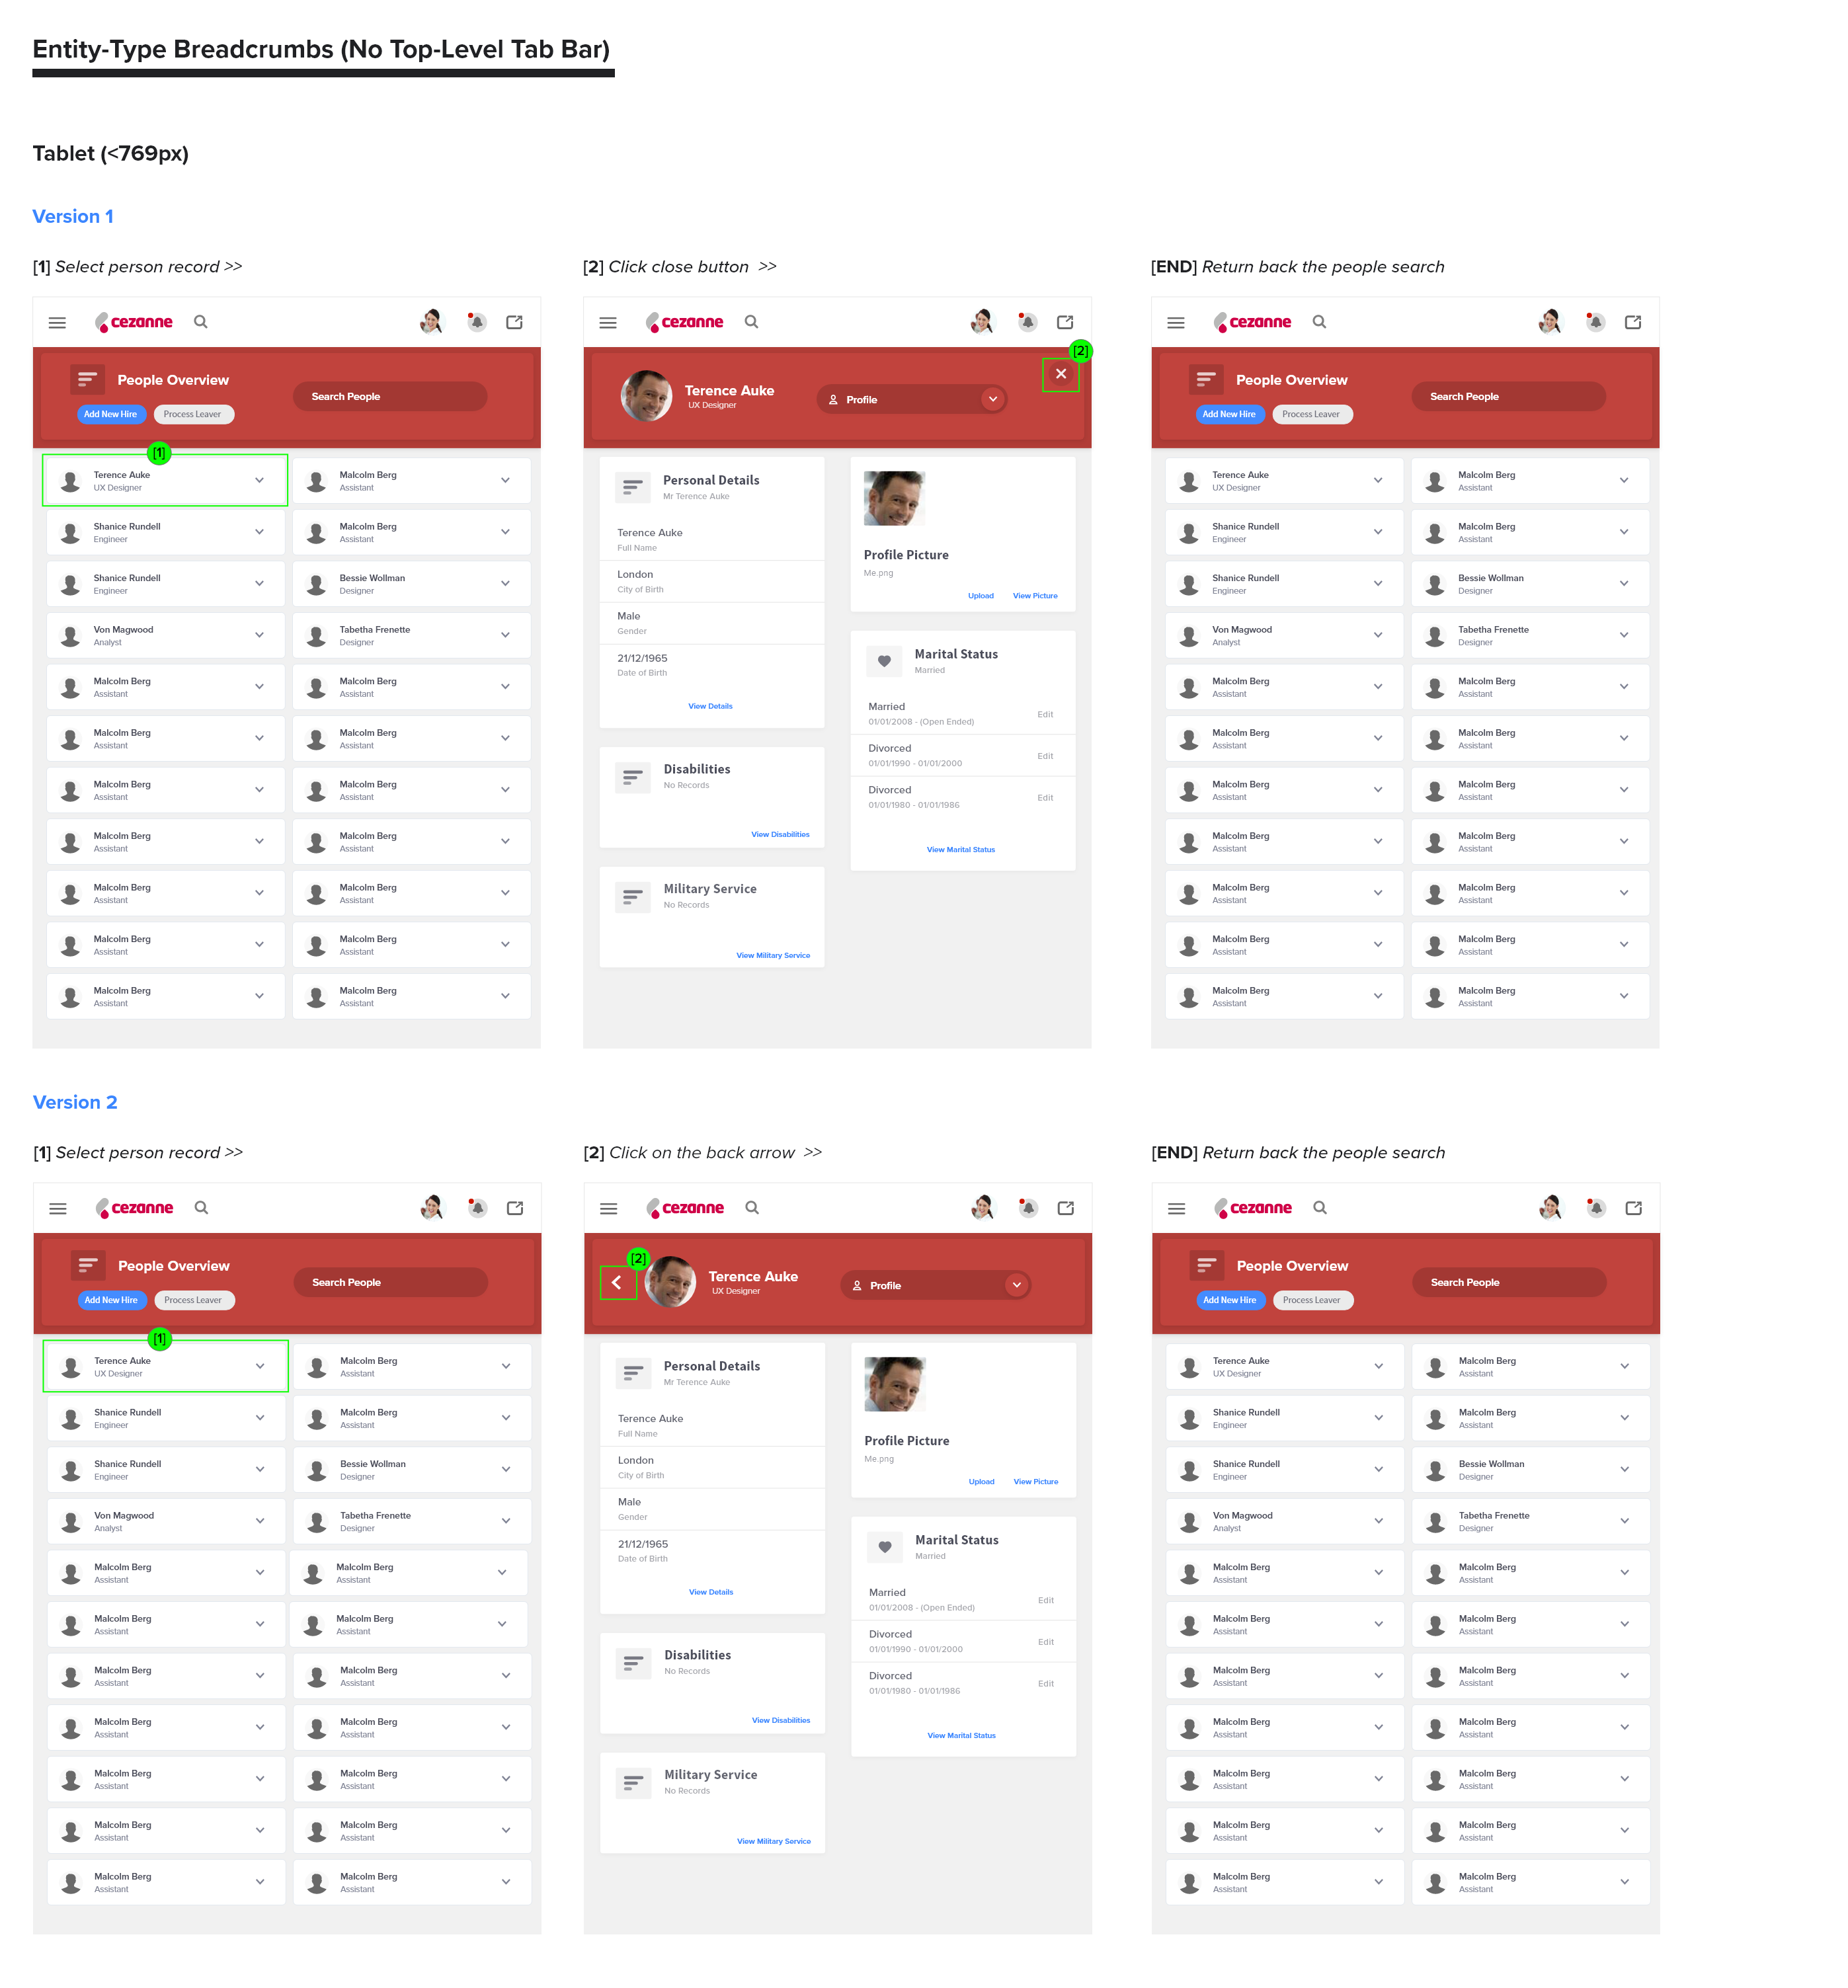 Entity-Type Breadcrumbs (No Top-Level Tab Bar)
Tablet (<769px)
Version 1
[1] Select person record >>
cezanne
People Overview
Search People
Add New Hire
Process Leaver
[1]
Terence Auke
UX Designer
Malcolm Berg
Assistant
Shanice Rundell
Engineer
Malcolm Berg
Assistant
Shanice Rundell
Engineer
Bessie Wollman
Designer
Von Magwood
Analyst
Tabetha Frenette
Designer
Malcolm Berg
Assistant
Malcolm Berg
Assistant
Malcolm Berg
Assistant
Malcolm Berg
Assistant
Malcolm Berg
Assistant
Malcolm Berg
Assistant
Malcolm Berg
Assistant
Malcolm Berg
Assistant
Malcolm Berg
Assistant
Malcolm Berg
Assistant
Malcolm Berg
Assistant
Malcolm Berg
Assistant
Malcolm Berg
Assistant
Malcolm Berg
Assistant
[2] Click close button >>
cezanne
[2]
Terence Auke
UX Designer
Profile
Personal Details
Mr Terence Auke
Terence Auke
Full Name
London
City of Birth
Male
Gender
21/12/1965
Date of Birth
View Details
Disabilities
No Records
View Disabilities
Military Service
No Records
View Military Service
Profile Picture
Me.png
Upload
View Picture
Marital Status
Married
Married
01/01/2008 - (Open Ended)
Edit
Divorced
01/01/1990 - 01/01/2000
Edit
Divorced
01/01/1980 - 01/01/1986
Edit
View Marital Status
[END] Return back the people search
cezanne
People Overview
Search People
Add New Hire
Process Leaver
Terence Auke
UX Designer
Malcolm Berg
Assistant
Shanice Rundell
Engineer
Malcolm Berg
Assistant
Shanice Rundell
Engineer
Bessie Wollman
Designer
Von Magwood
Analyst
Tabetha Frenette
Designer
Malcolm Berg
Assistant
Malcolm Berg
Assistant
Malcolm Berg
Assistant
Malcolm Berg
Assistant
Malcolm Berg
Assistant
Malcolm Berg
Assistant
Malcolm Berg
Assistant
Malcolm Berg
Assistant
Malcolm Berg
Assistant
Malcolm Berg
Assistant
Malcolm Berg
Assistant
Malcolm Berg
Assistant
Malcolm Berg
Assistant
Malcolm Berg
Assistant
Version 2
[1] Select person record >>
cezanne
People Overview
Search People
Add New Hire
Process Leaver
[1]
Terence Auke
UX Designer
Malcolm Berg
Assistant
Shanice Rundell
Engineer
Malcolm Berg
Assistant
Shanice Rundell
Engineer
Bessie Wollman
Designer
Von Magwood
Analyst
Tabetha Frenette
Designer
Malcolm Berg
Assistant
Malcolm Berg
Assistant
Malcolm Berg
Assistant
Malcolm Berg
Assistant
Malcolm Berg
Assistant
Malcolm Berg
Assistant
Malcolm Berg
Assistant
Malcolm Berg
Assistant
Malcolm Berg
Assistant
Malcolm Berg
Assistant
Malcolm Berg
Assistant
Malcolm Berg
Assistant
Malcolm Berg
Assistant
Malcolm Berg
Assistant
[2] Click on the back arrow >>
cezanne
[2]
Terence Auke
UX Designer
Profile
Personal Details
Mr Terence Auke
Terence Auke
Full Name
London
City of Birth
Male
Gender
21/12/1965
Date of Birth
View Details
Disabilities
No Records
View Disabilities
Military Service
No Records
View Military Service
Profile Picture
Me.png
Upload
View Picture
Marital Status
Married
Married
01/01/2008 - (Open Ended)
Edit
Divorced
01/01/1990 - 01/01/2000
Edit
Divorced
01/01/1980 - 01/01/1986
Edit
View Marital Status
[END] Return back the people search
cezanne
People Overview
Search People
Add New Hire
Process Leaver
Terence Auke
UX Designer
Malcolm Berg
Assistant
Shanice Rundell
Engineer
Malcolm Berg
Assistant
Shanice Rundell
Engineer
Bessie Wollman
Designer
Von Magwood
Analyst
Tabetha Frenette
Designer
Malcolm Berg
Assistant
Malcolm Berg
Assistant
Malcolm Berg
Assistant
Malcolm Berg
Assistant
Malcolm Berg
Assistant
Malcolm Berg
Assistant
Malcolm Berg
Assistant
Malcolm Berg
Assistant
Malcolm Berg
Assistant
Malcolm Berg
Assistant
Malcolm Berg
Assistant
Malcolm Berg
Assistant
Malcolm Berg
Assistant
Malcolm Berg
Assistant